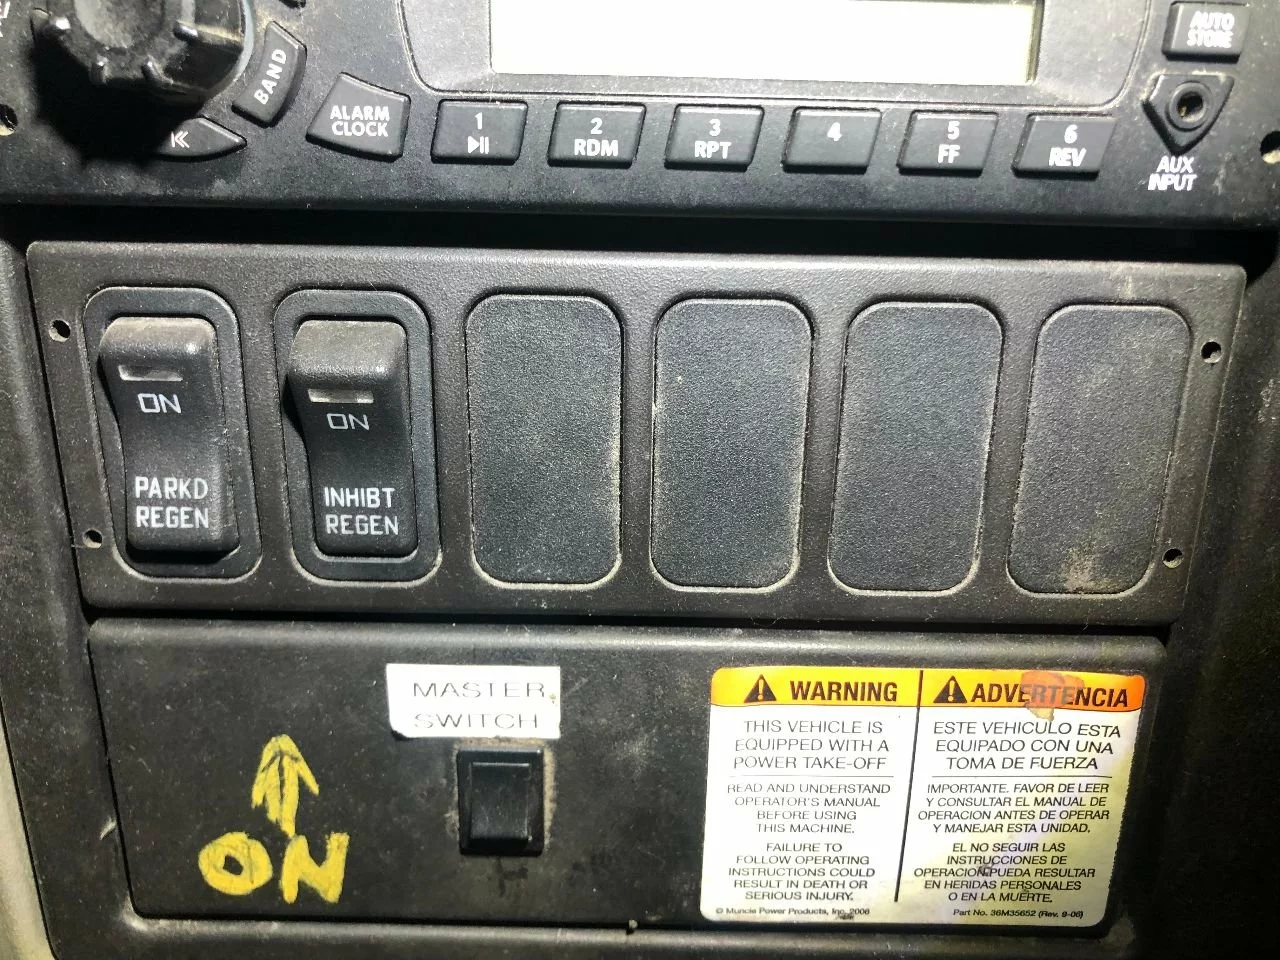 AUTO
STORE
BAND
ALARM
CLOCK
1
2
RDM
3
RPT
4
5
FF
6
REV
AUX
INPUT
ON
PARKD
REGEN
ON
INHIBT
REGEN
MASTER
SWITCH
ON
WARNING
THIS VEHICLE IS
EQUIPPED WITH A
POWER TAKE-OFF
READ AND UNDERSTAND
OPERATOR'S MANUAL
BEFORE USING
THIS MACHINE.
FAILURE TO
FOLLOW OPERATING
INSTRUCTIONS COULD
RESULT IN DEATH OR
SERIOUS INJURY.
© Muncie Power Products, Inc. 2006
ADVERTENCIA
ESTE VEHICULO ESTA
EQUIPADO CON UNA
TOMA DE FUERZA
IMPORTANTE. FAVOR DE LEER
Y CONSULTAR EL MANUAL DE
OPERACION ANTES DE OPERAR
Y MANEJAR ESTA UNIDAD.
EL NO SEGUIR LAS
INSTRUCCIONES DE
OPERACION PUEDA RESULTAR
EN HERIDAS PERSONALES
O EN LA MUERTE.
Part No. 36M35652 (Rev. 9-06)